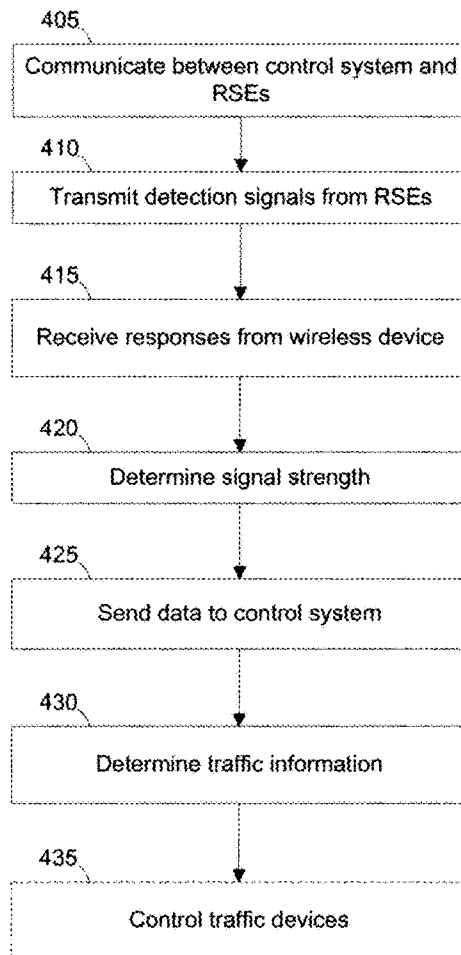 405
Communicate between control system and
RSEs
410
Transmit detection signals from RSEs
415
Receive responses from wireless device
420
Determine signal strength
425
Send data to control system
430
Determine traffic information
435
Control traffic devices